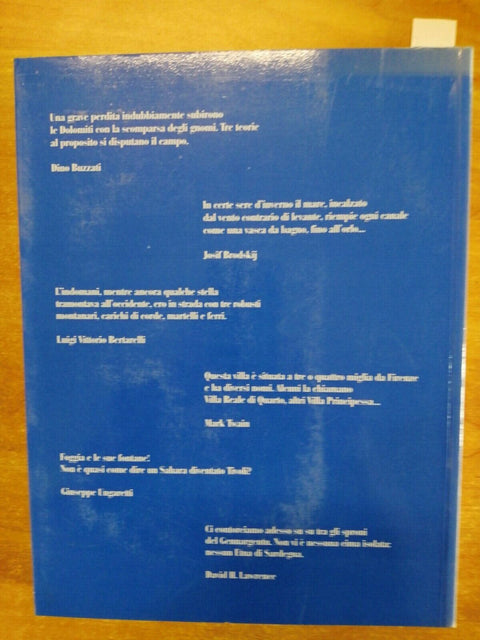 Una grave perdita indubbiamente subirono
le Dolomiti con la scomparsa degli gnomi. Tre teorie
al proposito si disputano il campo.
Dino Buzzati
In certe sere d'inverno il mare, incalzato
dal vento contrario di levante, riempie ogni canale
come una vasca da bagno, fino all'orlo...
Josif Brodskij
L'indomani, mentre ancora qualche stella
tramontava all'occidente, ero in strada con tre robusti
montanari, carichi di corde, martelli e ferri.
Luigi Vittorio Bertarelli
Questa villa è situata a tre o quattro miglia da Firenze
e ha diversi nomi. Alcuni la chiamano
Villa Reale di Quarto, altri Villa Principessa...
Mark Twain
Foggia e le sue fontane!
Non è quasi come dire un Sahara diventato Tivoli?
Giuseppe Ungaretti
Ci contorciamo adesso su su tra gli sproni
del Gennargentu. Non vi è nessuna cima isolata:
nessun Etna di Sardegna.
David H. Lawrence